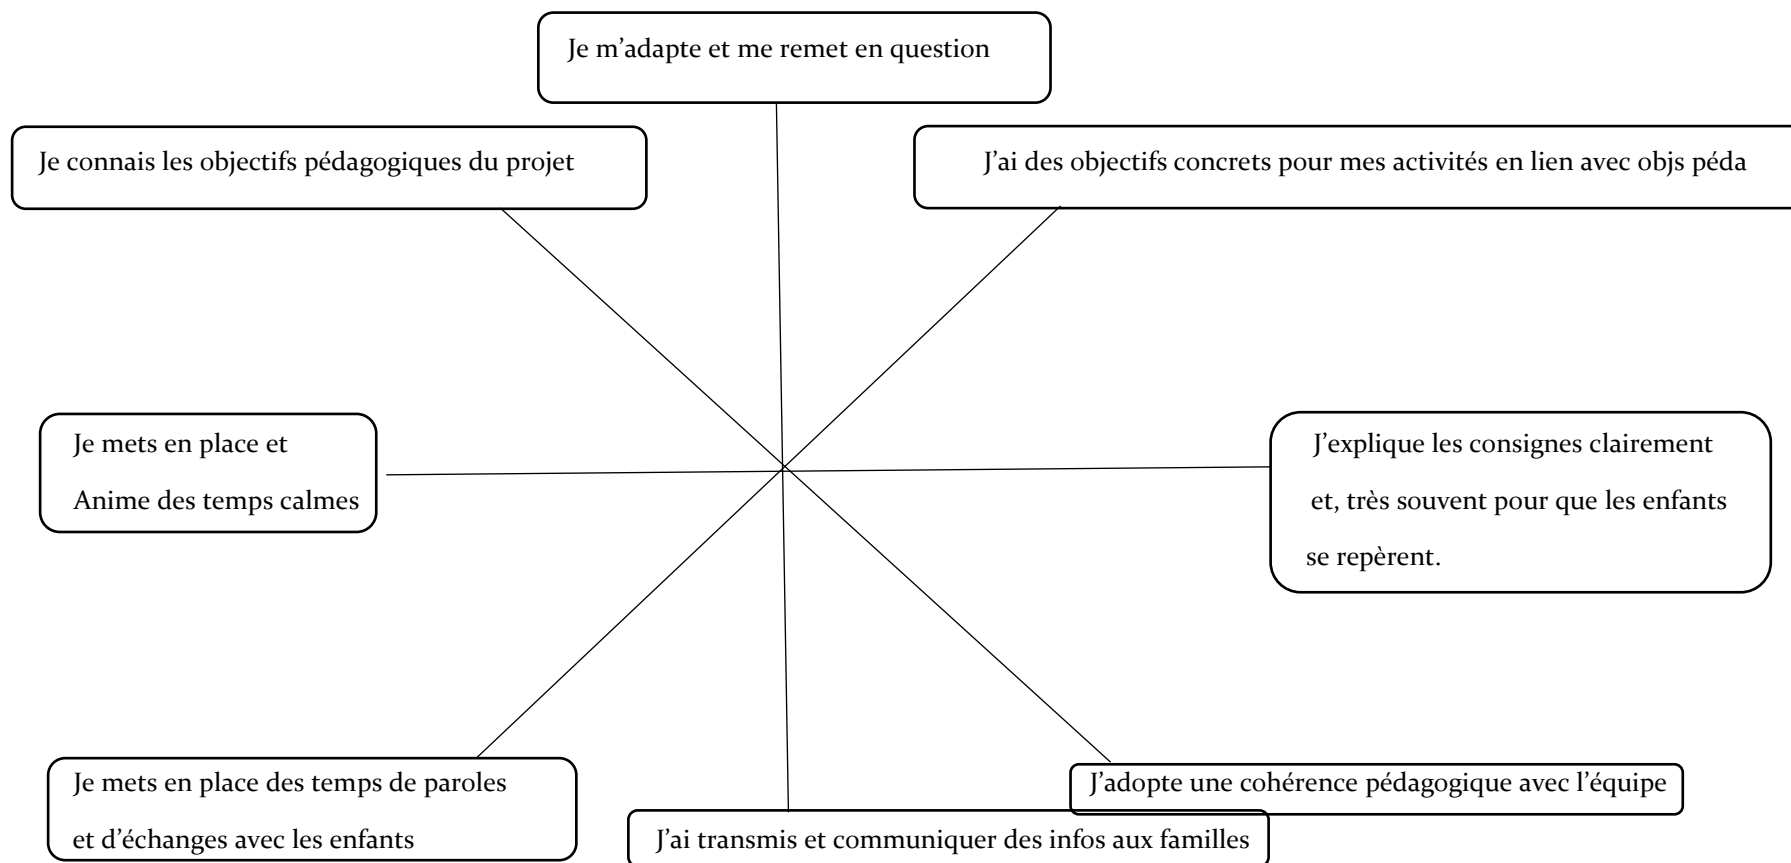 Je m’adapte et me remet en question
Je connais les objectifs pédagogiques du projet
J’ai des objectifs concrets pour mes activités en lien avec objs péda
Je mets en place et
Anime des temps calmes
J’explique les consignes clairement
et, très souvent pour que les enfants
se repèrent.
Je mets en place des temps de paroles
et d’échanges avec les enfants
J’adopte une cohérence pédagogique avec l’équipe
J’ai transmis et communiquer des infos aux familles